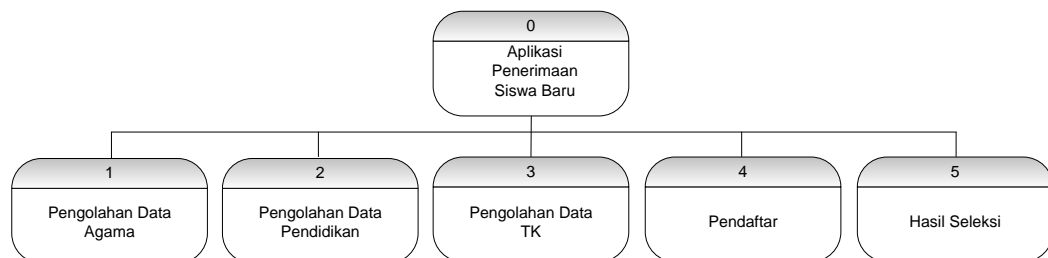 0
Aplikasi
Penerimaan
Siswa Baru
1
Pengolahan Data
Agama
2
Pengolahan Data
Pendidikan
3
Pengolahan Data
TK
4
Pendaftar
5
Hasil Seleksi